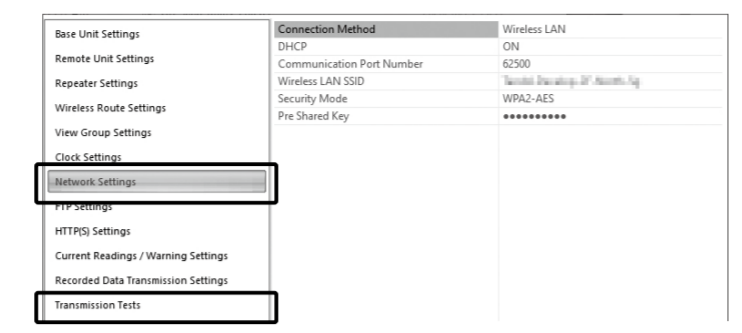 Base Unit Settings
Remote Unit Settings
Repeater Settings
Wireless Route Settings
View Group Settings
Clock Settings
Network Settings
FTP Settings
HTTP(S) Settings
Current Readings / Warning Settings
Recorded Data Transmission Settings
Transmission Tests
Connection Method Wireless LAN
DHCP ON
Communication Port Number 62500
Wireless LAN SSID
Security Mode WPA2-AES
Pre Shared Key ●●●●●●●●●●